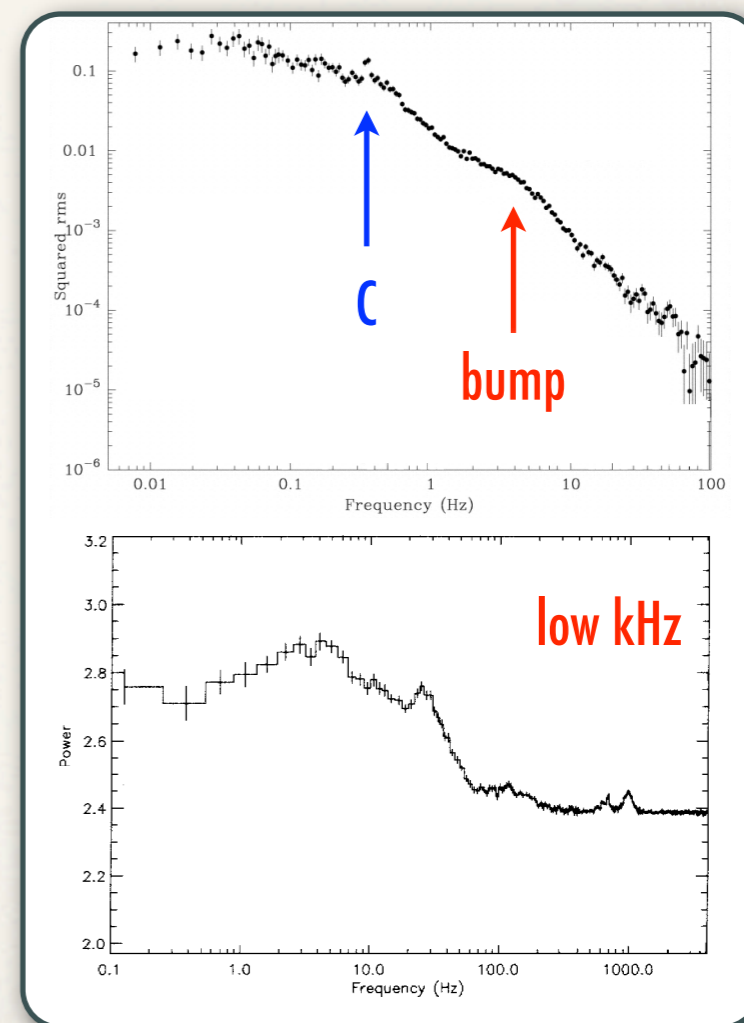 0.1
0.01
10⁻³
10⁻⁴
10⁻⁵
10⁻⁶
Squared rms
C
bump
0.01 0.1 1 10 100
Frequency (Hz)
3.2
3.0
2.8
2.6
2.4
2.2
2.0
Power
low kHz
0.1 1.0 10.0 100.0 1000.0
Frequency (Hz)